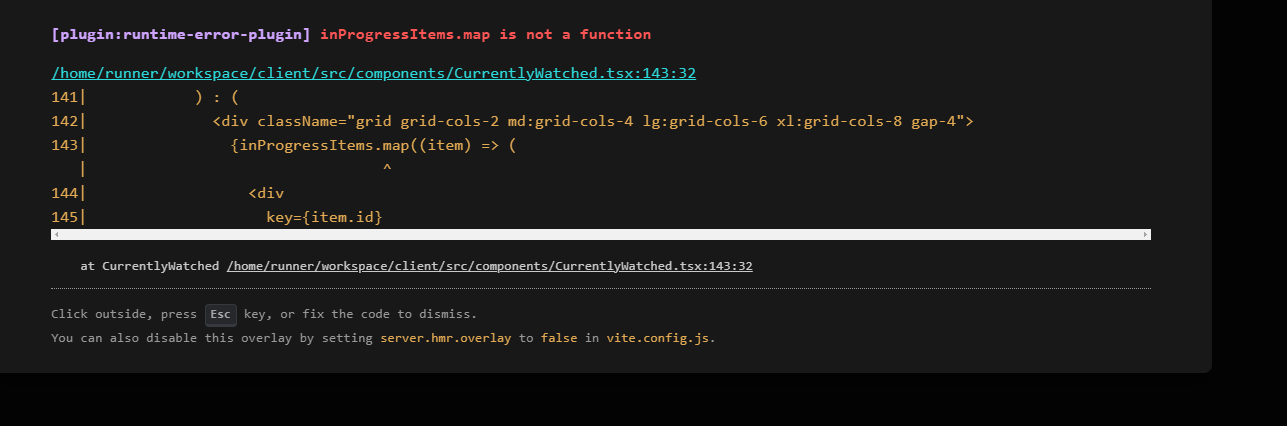 [plugin:runtime-error-plugin] inProgressItems.map is not a function
/home/runner/workspace/client/src/components/CurrentlyWatched.tsx:143:32
141|            ) : (
142|              <div className="grid grid-cols-2 md:grid-cols-4 lg:grid-cols-6 xl:grid-cols-8 gap-4">
143|                {inProgressItems.map((item) => (
   |                                 ^
144|                  <div
145|                    key={item.id}
at CurrentlyWatched /home/runner/workspace/client/src/components/CurrentlyWatched.tsx:143:32
Click outside, press Esc key, or fix the code to dismiss.
You can also disable this overlay by setting server.hmr.overlay to false in vite.config.js.